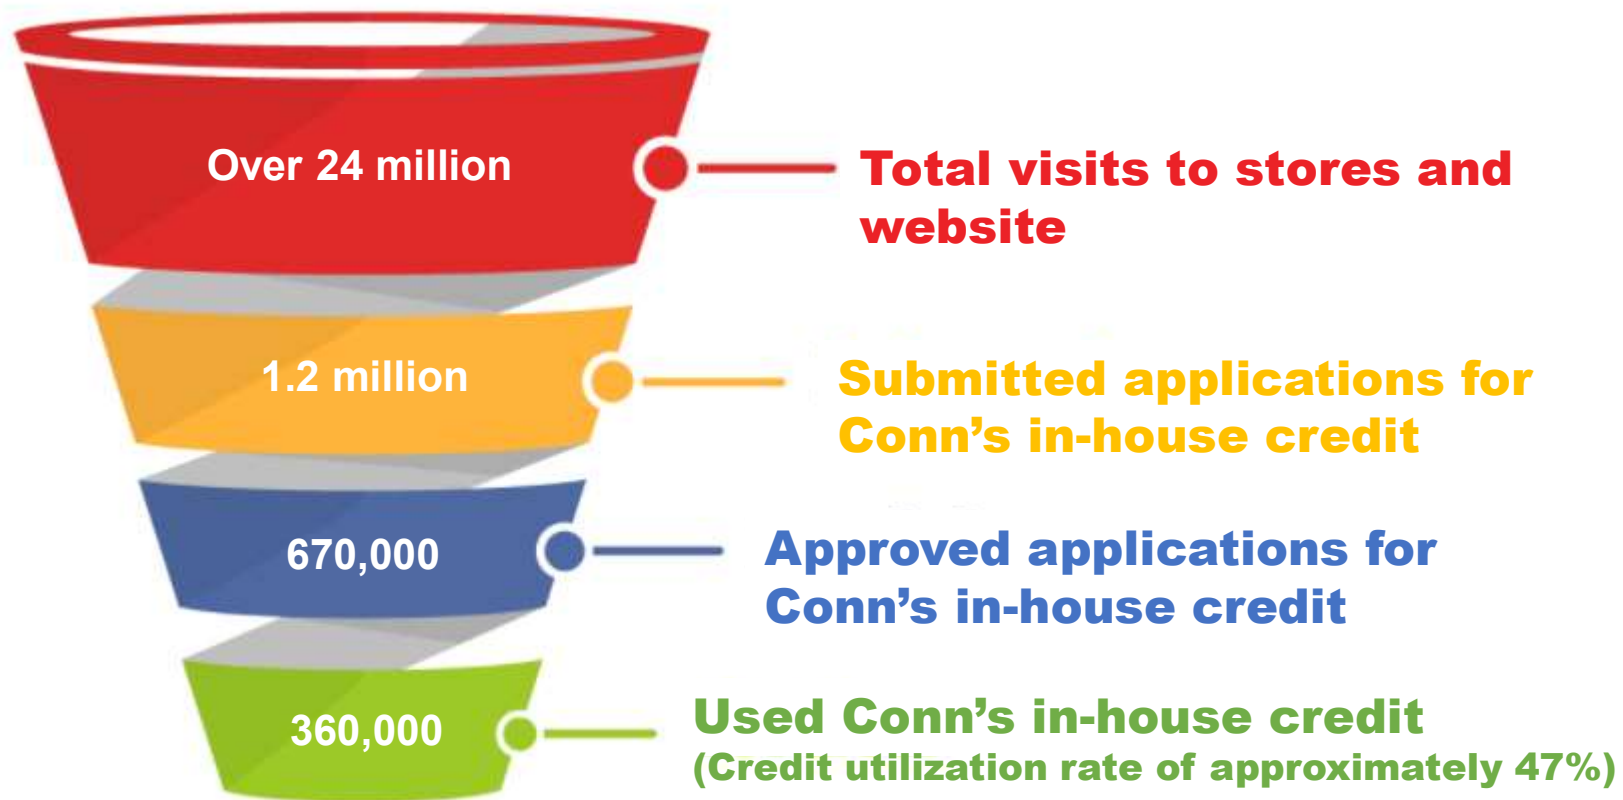 Over 24 million
Total visits to stores and
website
1.2 million
Submitted applications for
Conn’s in-house credit
670,000
Approved applications for
Conn’s in-house credit
360,000
Used Conn’s in-house credit
(Credit utilization rate of approximately 47%)